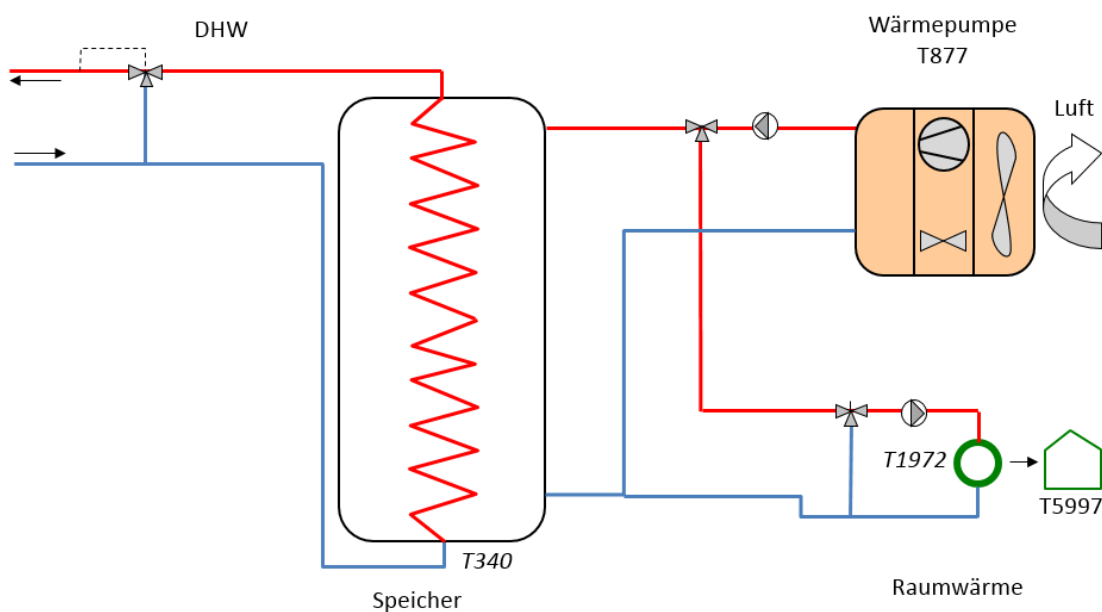 DHW
Wärmepumpe
T877
Luft
T1972
T5997
T340
Speicher
Raumwärme